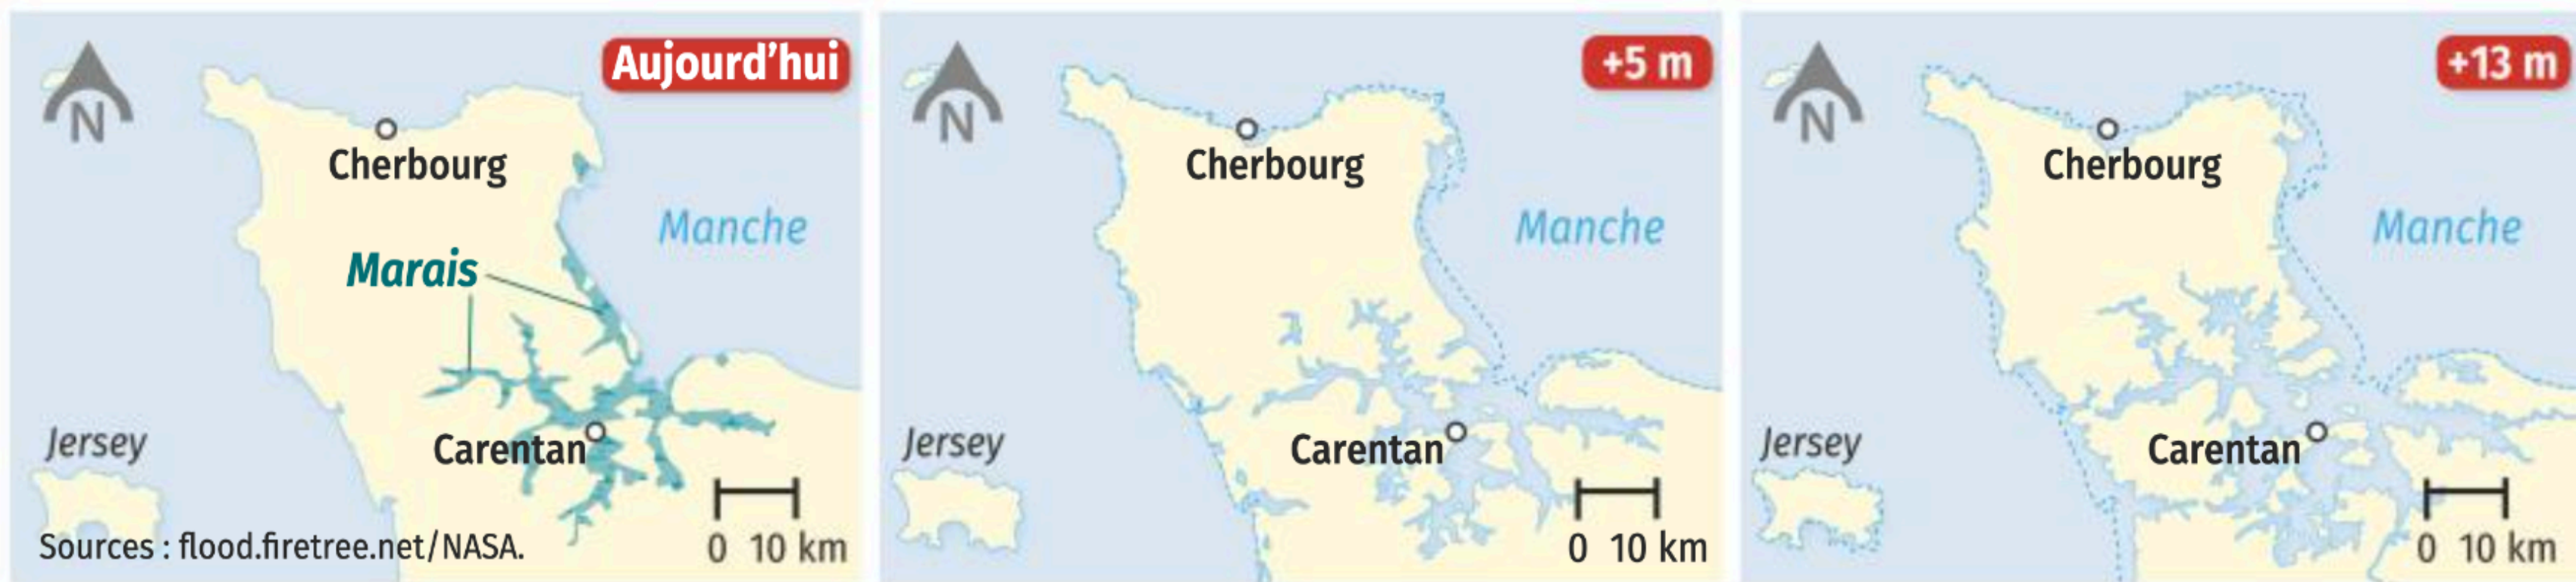 Aujourd'hui
N
Cherbourg
Manche
Marais
Jersey
Carentan
0 10 km
Sources : flood.firetree.net/NASA.
+5 m
N
Cherbourg
Manche
Jersey
Carentan
0 10 km
+13 m
N
Cherbourg
Manche
Jersey
Carentan
0 10 km